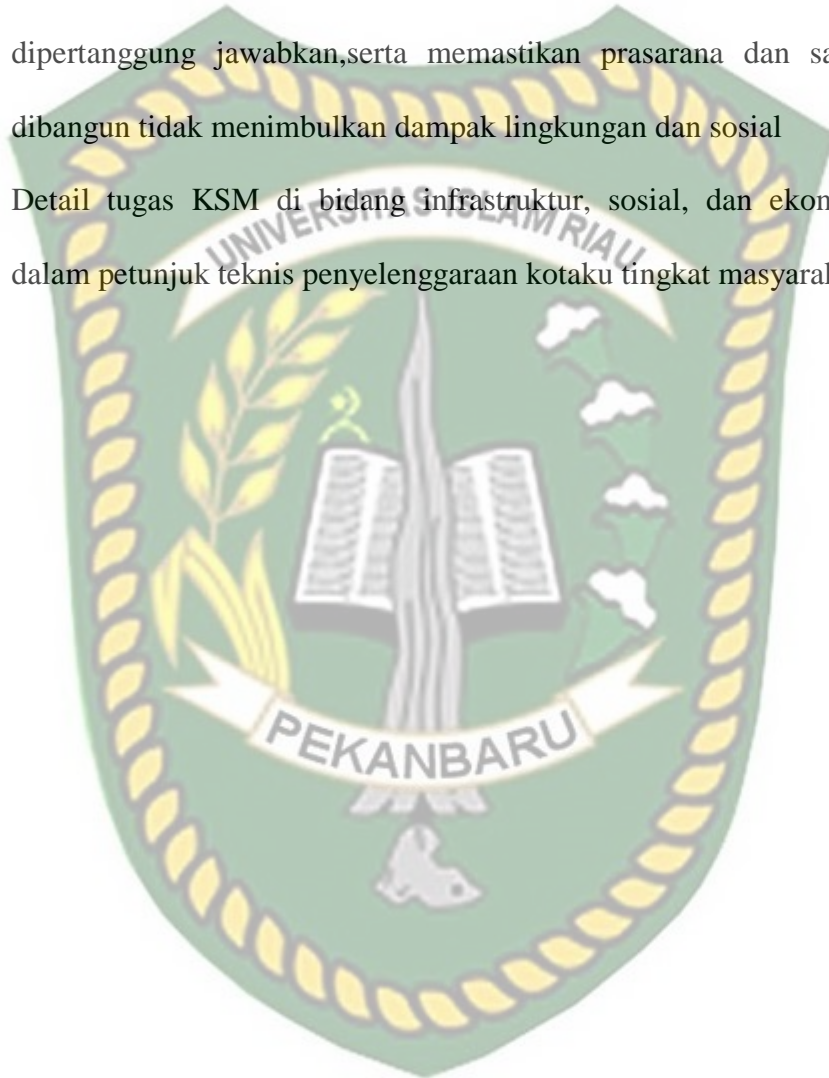 dipertanggung jawabkan,serta memastikan prasarana dan
dibangun tidak menimbulkan dampak lingkungan dan sosial
Detail tugas KSM di bidang infrastruktur, sosial, dan
UNIVERSITAS ISLAM RIAU
dalam petunjuk teknis penyelenggaraan kotaku tingkat
PEKANBARU